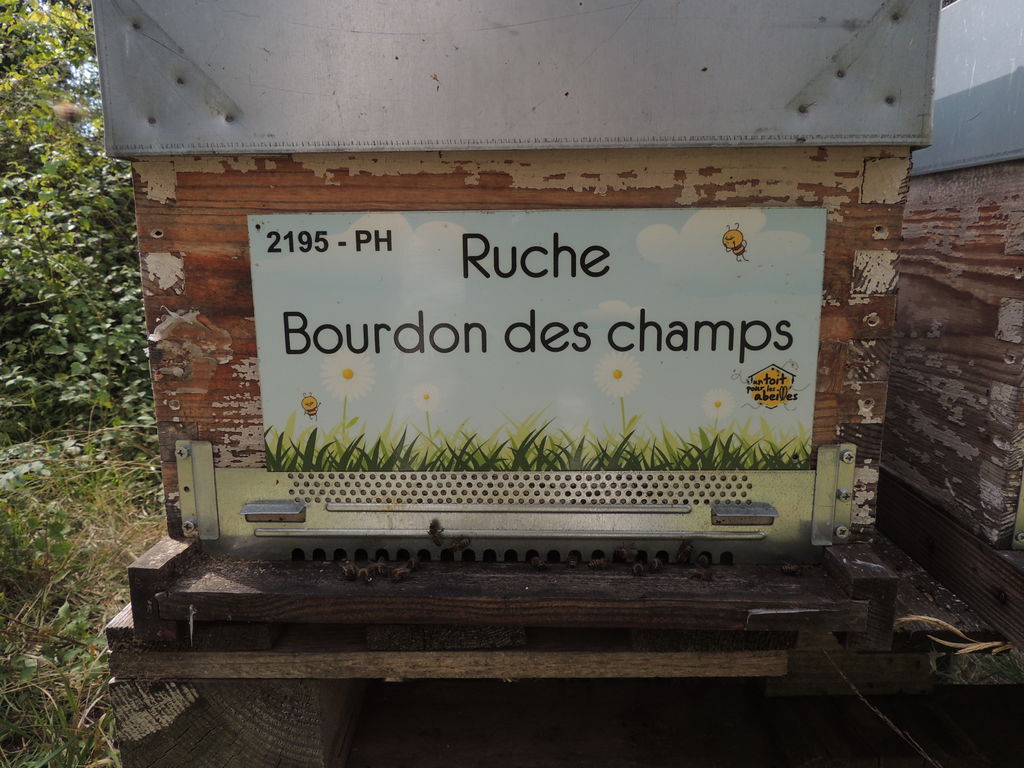 2195 - PH
Ruche
Bourdon des champs
un toit
pour les
abeilles